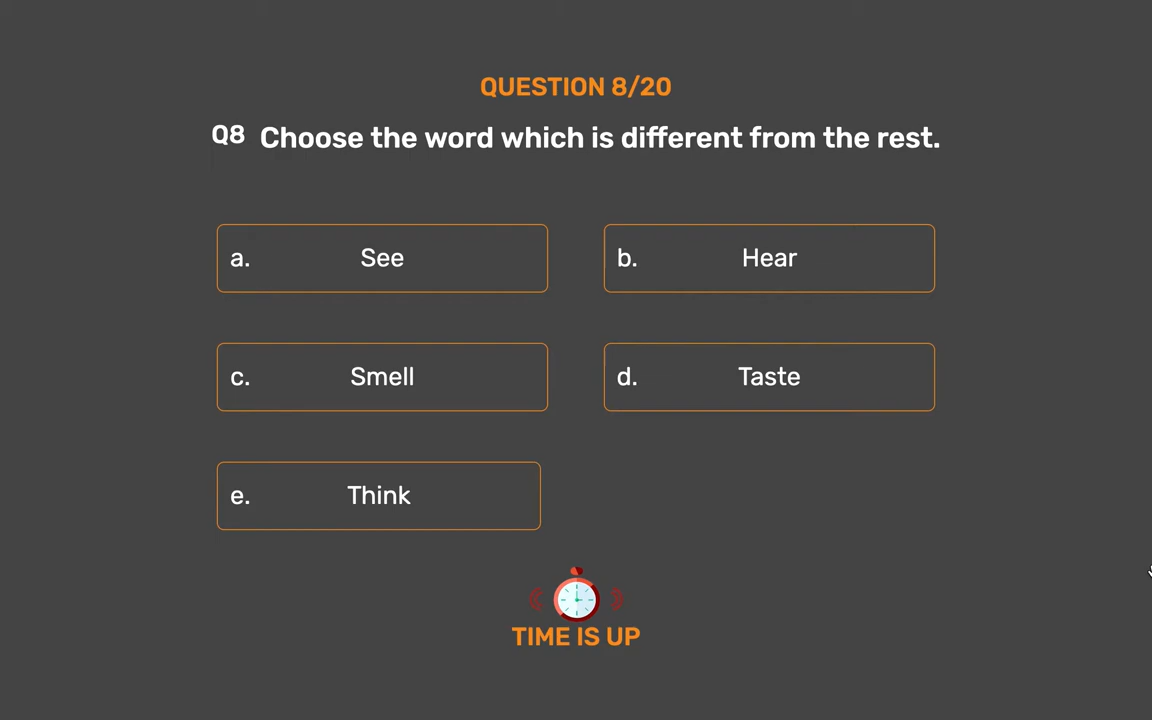 QUESTION 8/20
Q8 Choose the word which is different from the rest.
a. See
b. Hear
c. Smell
d. Taste
e. Think
TIME IS UP